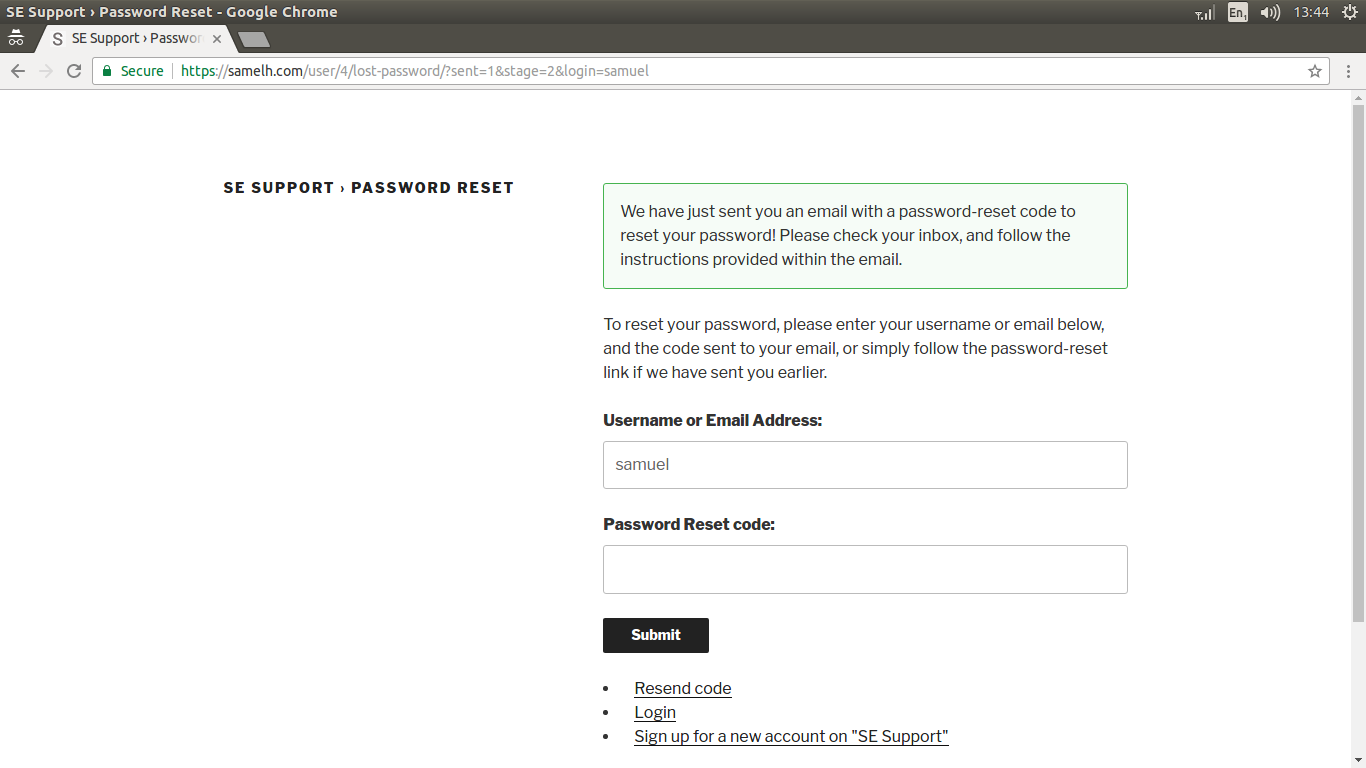 SE Support › Password Reset - Google Chrome
En1
13:44
S SE Support › Passwor
Secure https://samelh.com/user/4/lost-password/?sent=1&stage=2&login=samuel
SE SUPPORT › PASSWORD RESET
We have just sent you an email with a password-reset code to
reset your password! Please check your inbox, and follow the
instructions provided within the email.
To reset your password, please enter your username or email below,
and the code sent to your email, or simply follow the password-reset
link if we have sent you earlier.
Username or Email Address:
samuel
Password Reset code:
Submit
• Resend code
• Login
• Sign up for a new account on "SE Support"